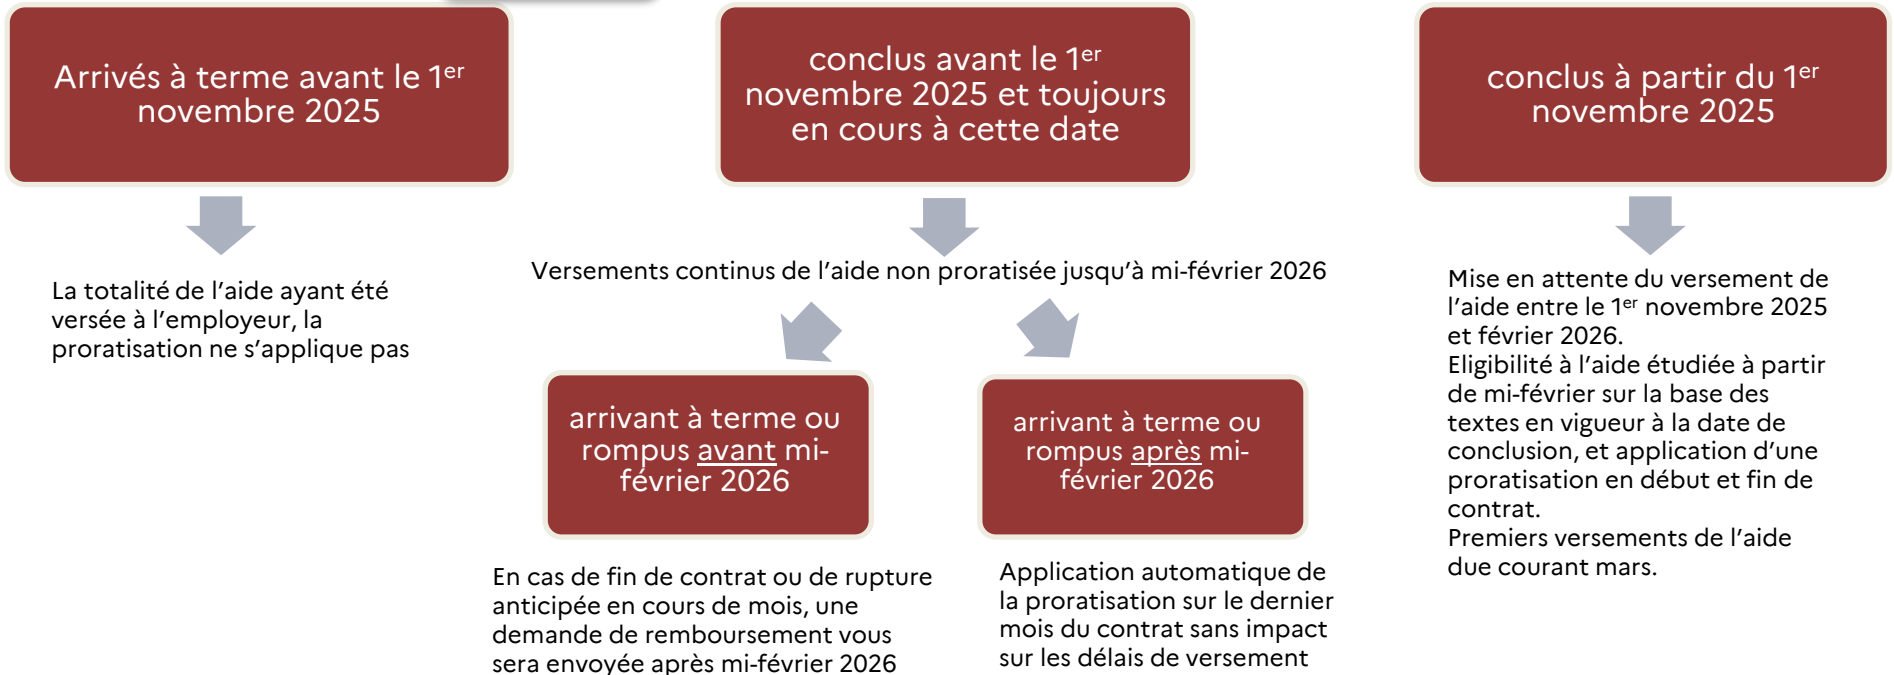 Arrivés à terme avant le 1er
novembre 2025
La totalité de l’aide ayant été
versée à l’employeur, la
proratisation ne s’applique pas
conclus avant le 1er
novembre 2025 et toujours
en cours à cette date
Versements continus de l’aide non proratisée jusqu’à mi-février 2026
arrivant à terme ou
rompus avant mi-
février 2026
En cas de fin de contrat ou de rupture
anticipée en cours de mois, une
demande de remboursement vous
sera envoyée après mi-février 2026
arrivant à terme ou
rompus après mi-
février 2026
Application automatique de
la proratisation sur le dernier
mois du contrat sans impact
sur les délais de versement
conclus à partir du 1er
novembre 2025
Mise en attente du versement de
l’aide entre le 1er novembre 2025
et février 2026.
Eligibilité à l’aide étudiée à partir
de mi-février sur la base des
textes en vigueur à la date de
conclusion, et application d’une
proratisation en début et fin de
contrat.
Premiers versements de l’aide
due courant mars.